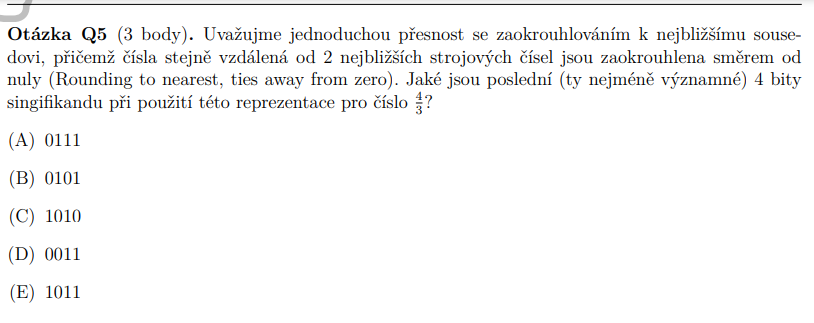 Otázka Q5 (3 body). Uvažujme jednoduchou přesnost se zaokrouhlováním k nejbližšímu souse-
dovi, přičemž čísla stejně vzdálená od 2 nejbližších strojových čísel jsou zaokrouhlena směrem od
nuly (Rounding to nearest, ties away from zero). Jaké jsou poslední (ty nejméně významné) 4 bity
singifikandu při použití této reprezentace pro číslo 4/3?
(A) 0111
(B) 0101
(C) 1010
(D) 0011
(E) 1011